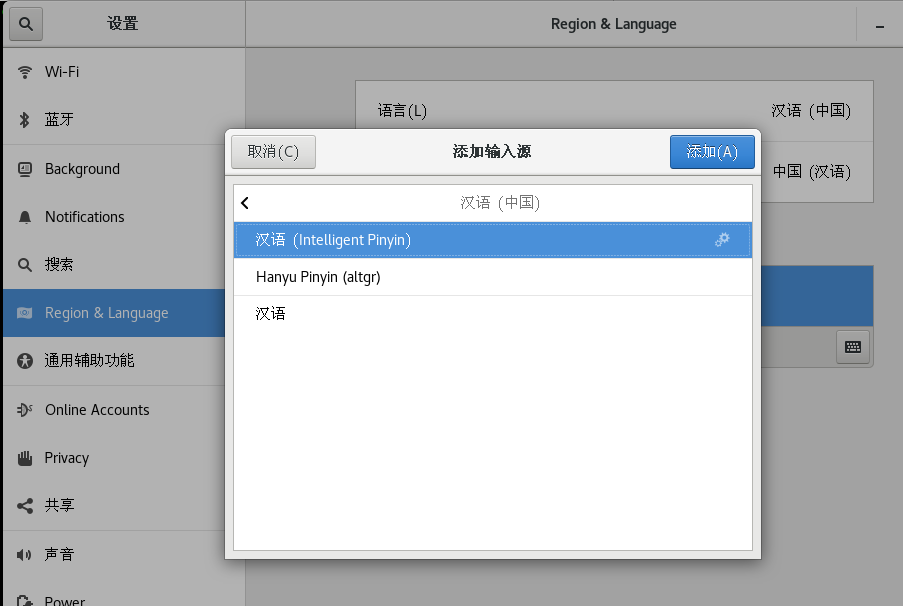 设置
Region & Language
Wi-Fi
蓝牙
Background
Notifications
搜索
Region & Language
通用辅助功能
Online Accounts
Privacy
共享
声音
Power
语言(L)
汉语 (中国)
中国 (汉语)
取消(C)
添加输入源
添加(A)
汉语 (中国)
汉语 (Intelligent Pinyin)
Hanyu Pinyin (altgr)
汉语